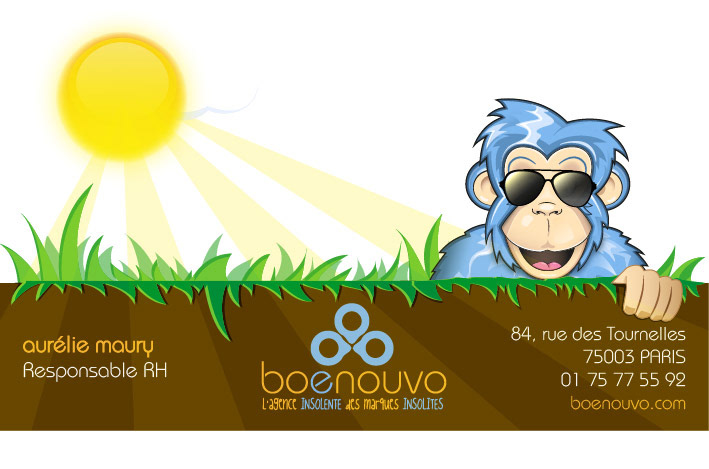 aurélie maury
Responsable RH
boenouvo
L'agence INSOLENTE des marques INSOLITES
84, rue des Tournelles
75003 PARIS
01 75 77 55 92
boenouvo.com